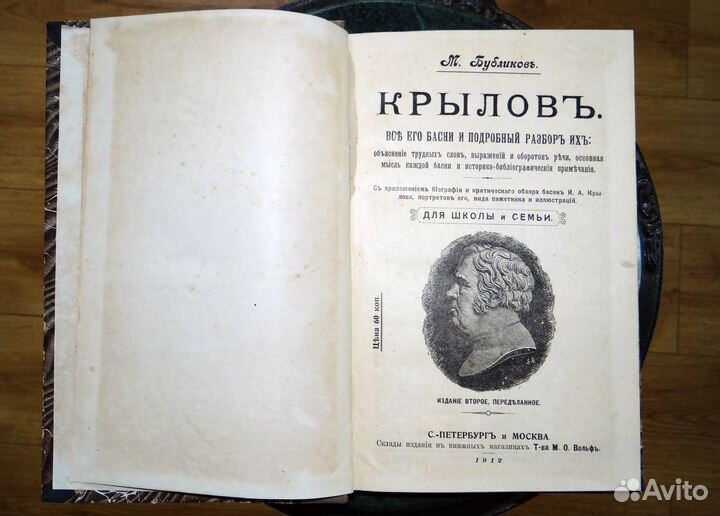 М. Бубликовъ.
КРЫЛОВЪ.
ВСѢ ЕГО БАСНИ И ПОДРОБНЫЙ РАЗБОРЪ ИХЪ:
объясненіе трудныхъ словъ, выраженій и оборотовъ рѣчи, основная
мысль каждой басни и историко-библіографическія примѣчанія.
Съ приложеніемъ біографіи и критическаго обзора басенъ И. А. Кры-
лова, портретовъ его, вида памятника и иллюстрацій.
ДЛЯ ШКОЛЫ и СЕМЬИ.
Цѣна 60 коп.
ИЗДАНІЕ ВТОРОЕ, ПЕРЕДѢЛАННОЕ.
С.-ПЕТЕРБУРГЪ и МОСКВА
Склады изданія въ книжныхъ магазинахъ Т-ва М. О. Вольфъ.
1912
Avito